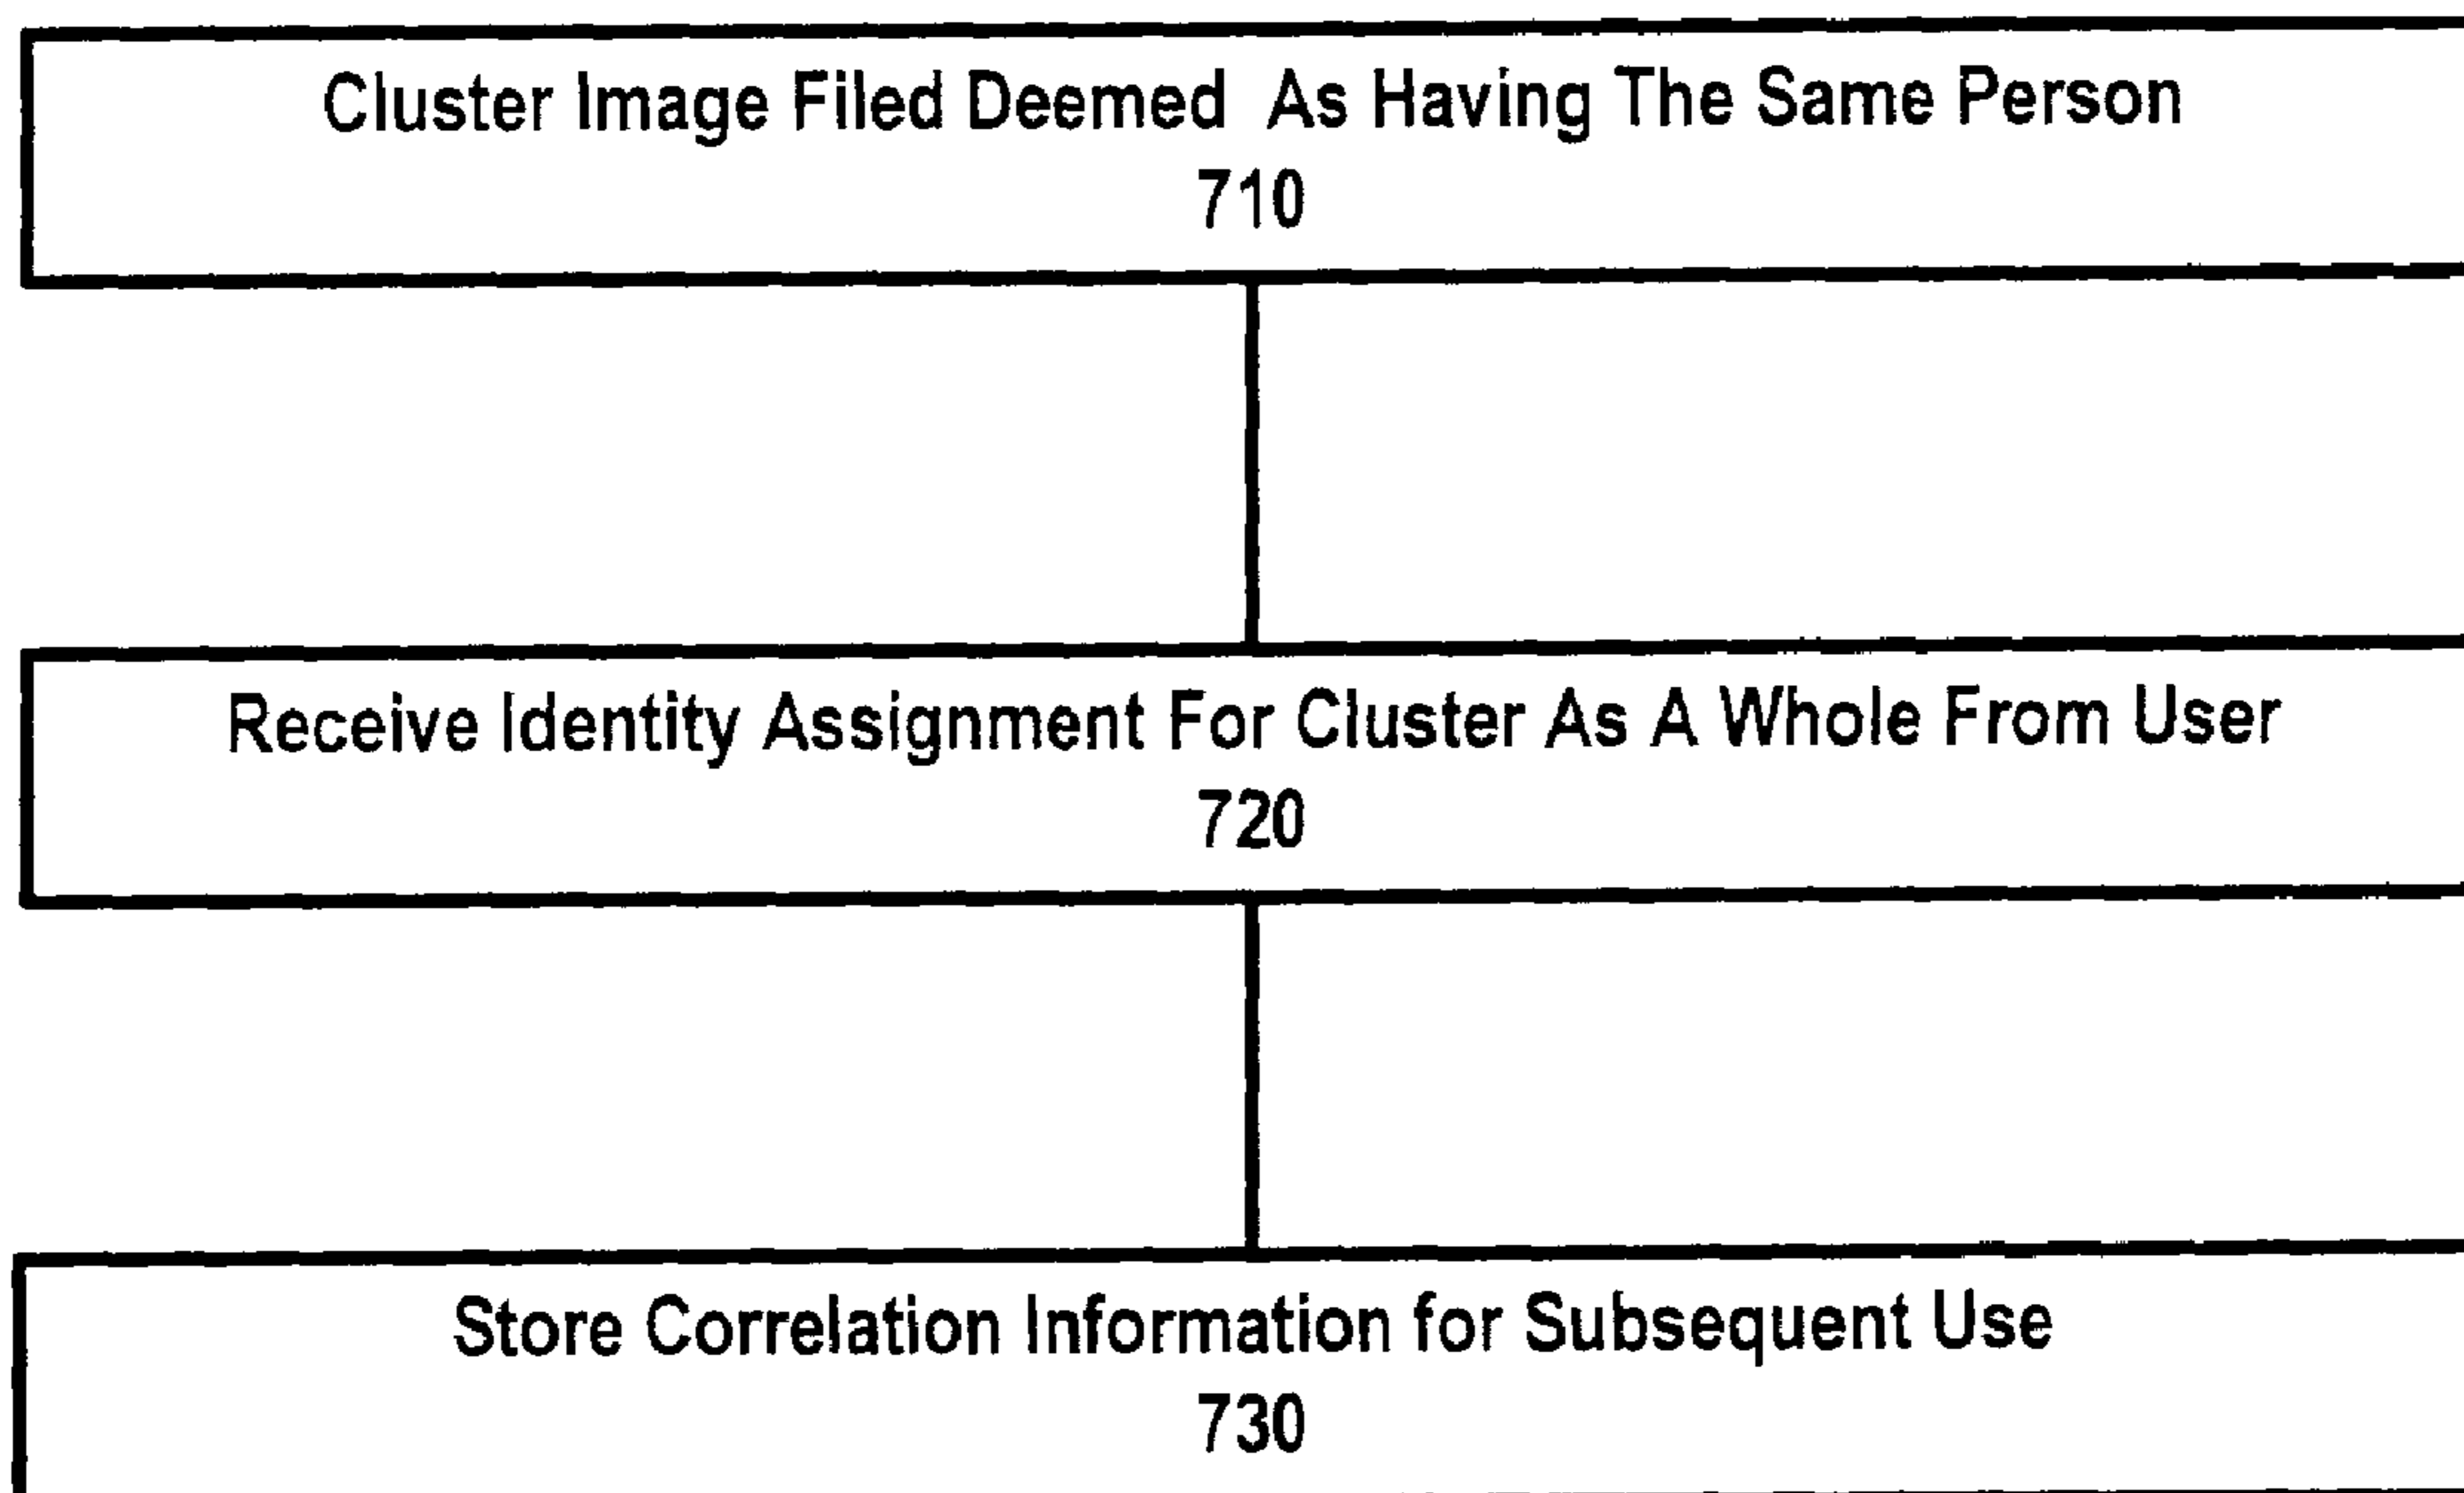 Cluster Image Filed Deemed As Having The Same Person
710
Receive Identity Assignment For Cluster As A Whole From User
720
Store Correlation Information for Subsequent Use
730